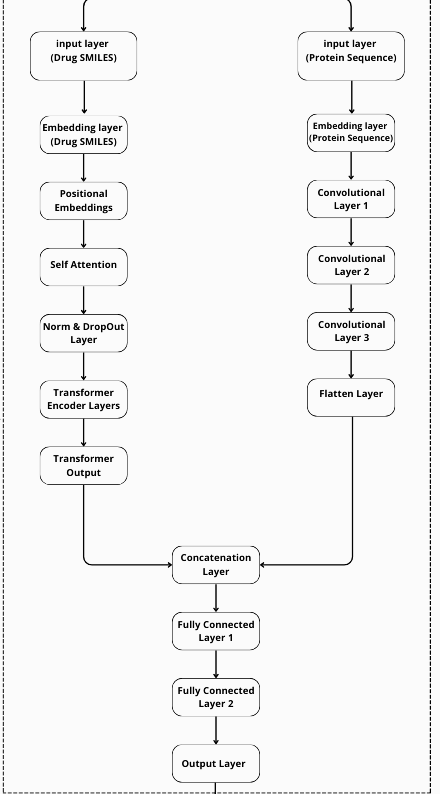 input layer
(Drug SMILES)
Embedding layer
(Drug SMILES)
Positional
Embeddings
Self Attention
Norm & DropOut
Layer
Transformer
Encoder Layers
Transformer
Output
input layer
(Protein Sequence)
Embedding layer
(Protein Sequence)
Convolutional
Layer 1
Convolutional
Layer 2
Convolutional
Layer 3
Flatten Layer
Concatenation
Layer
Fully Connected
Layer 1
Fully Connected
Layer 2
Output Layer